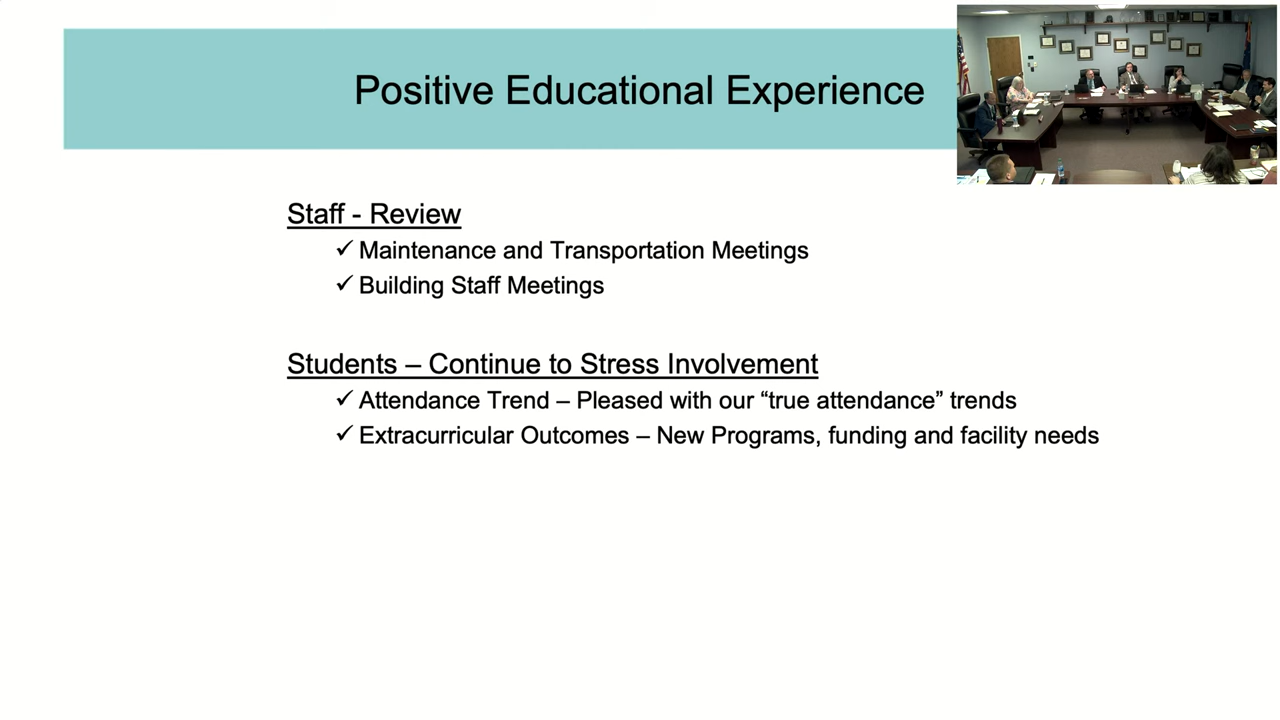 Positive Educational Experience
Staff - Review
✓ Maintenance and Transportation Meetings
✓ Building Staff Meetings
Students – Continue to Stress Involvement
✓ Attendance Trend – Pleased with our “true attendance” trends
✓ Extracurricular Outcomes – New Programs, funding and facility needs